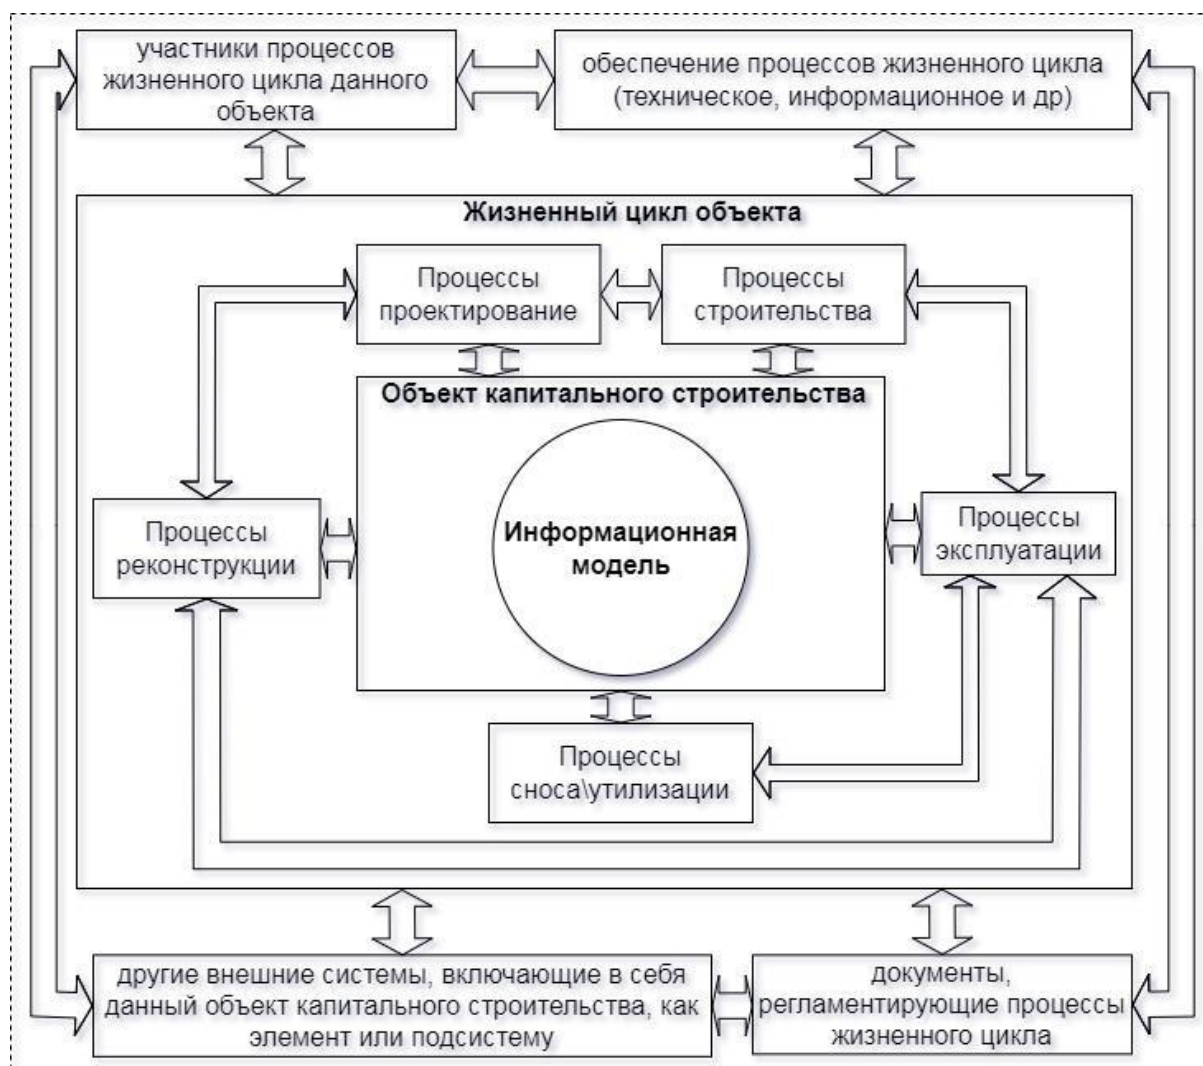 участники процессов
жизненного цикла данного
объекта
обеспечение процессов жизненного цикла
(техническое, информационное и др)
Жизненный цикл объекта
Процессы
проектирование
Процессы
строительства
Объект капитального строительства
Информационная
модель
Процессы
реконструкции
Процессы
эксплуатации
Процессы
сноса\утилизации
другие внешние системы, включающие в себя
данный объект капитального строительства, как
элемент или подсистему
документы,
регламентирующие процессы
жизненного цикла